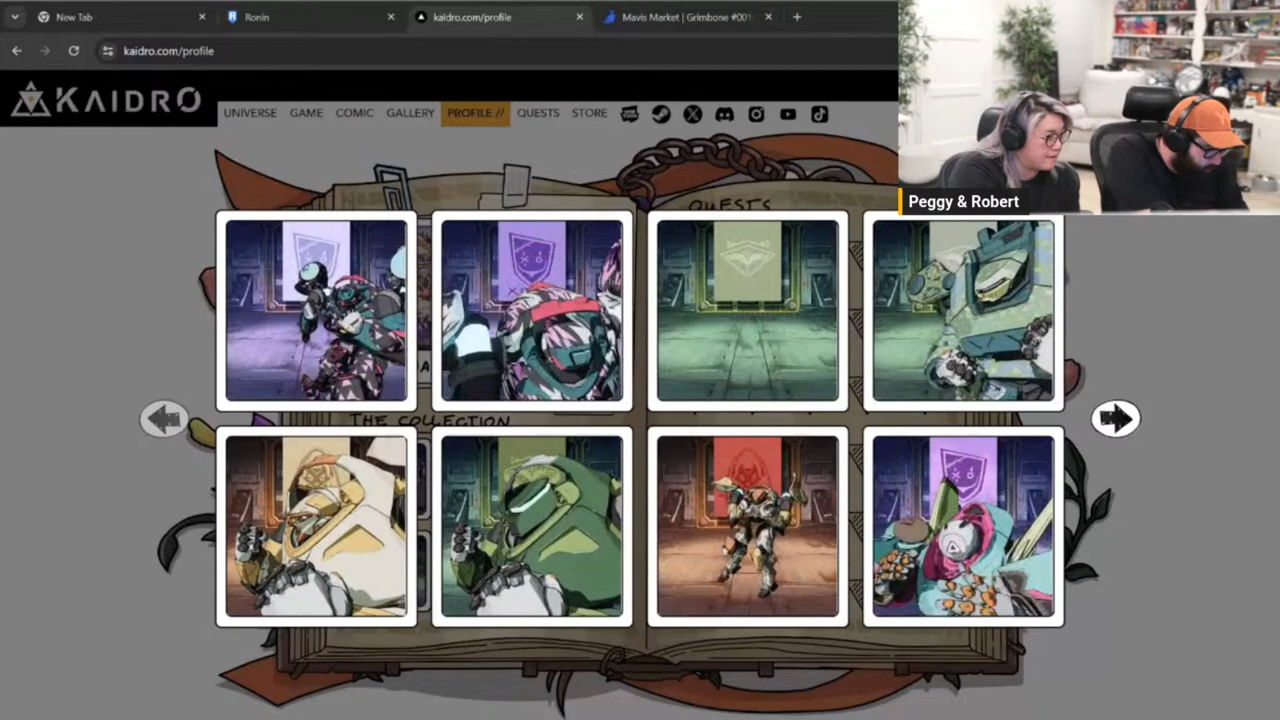 New Tab
Ronin
kaidro.com/profile
Mavis Market | Grimbone #001
kaidro.com/profile
KAIDRO
UNIVERSE
GAME
COMIC
GALLERY
PROFILE //
QUESTS
STORE
Peggy & Robert
QUESTS
THE COLLECTION